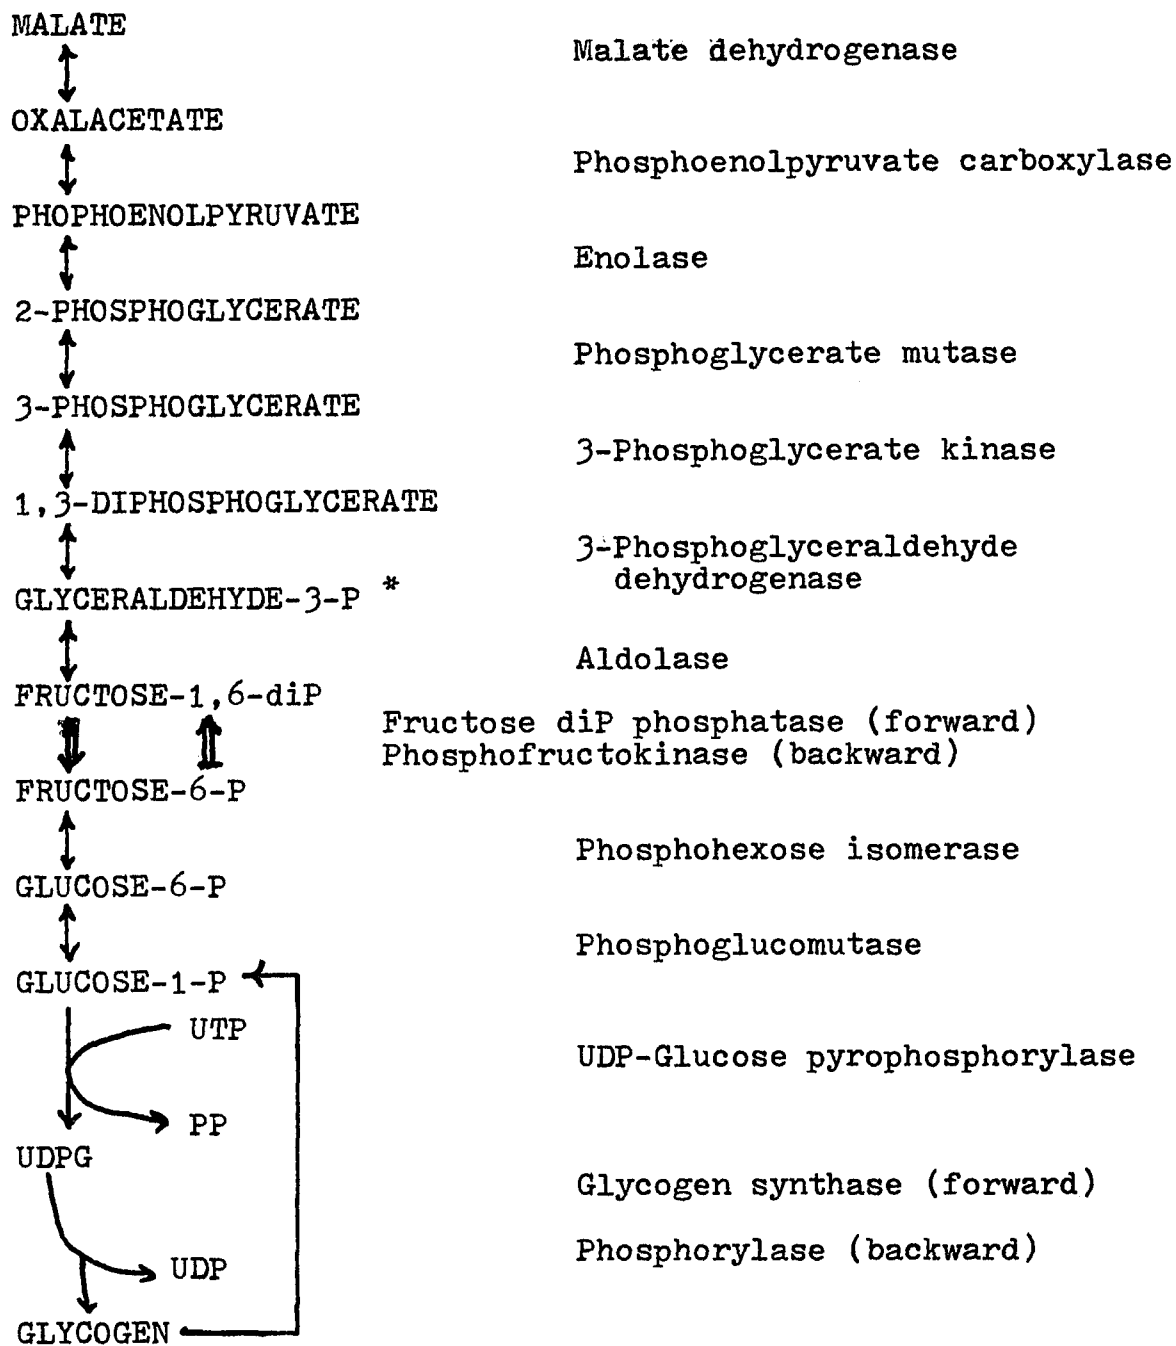 MALATE
Malate dehydrogenase
OXALACETATE
Phosphoenolpyruvate carboxylase
PHOPHOENOLPYRUVATE
Enolase
2-PHOSPHOGLYCERATE
Phosphoglycerate mutase
3-PHOSPHOGLYCERATE
3-Phosphoglycerate kinase
1,3-DIPHOSPHOGLYCERATE
3-Phosphoglyceraldehyde
dehydrogenase
GLYCERALDEHYDE-3-P *
Aldolase
FRUCTOSE-1,6-diP
Fructose diP phosphatase (forward)
Phosphofructokinase (backward)
FRUCTOSE-6-P
Phosphohexose isomerase
GLUCOSE-6-P
Phosphoglucomutase
GLUCOSE-1-P
UTP
UDP-Glucose pyrophosphorylase
PP
UDPG
Glycogen synthase (forward)
Phosphorylase (backward)
UDP
GLYCOGEN